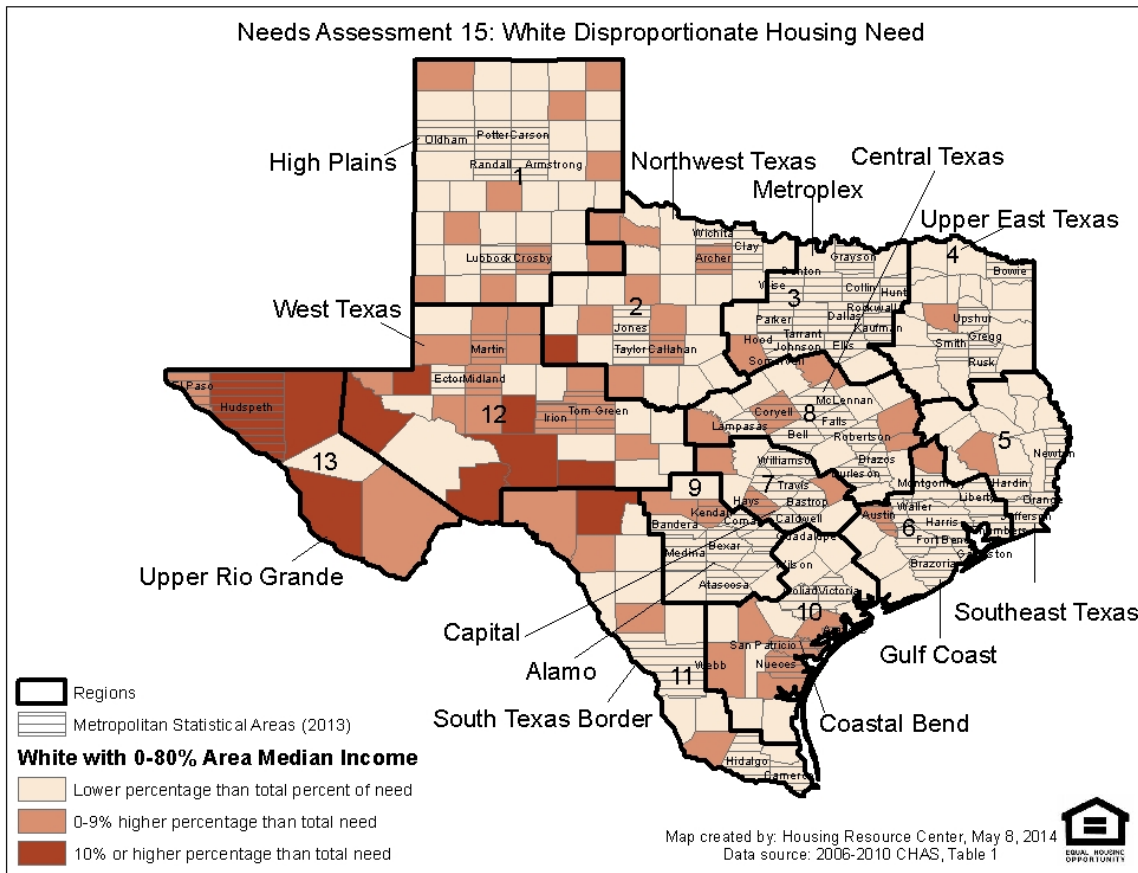 Needs Assessment 15: White Disproportionate Housing Need
High Plains
Northwest Texas
Central Texas
Metroplex
Upper East Texas
West Texas
Oldham
Potter
Carson
Randall
Armstrong
1
Lubbock
Crosby
Wichita
Clay
Archer
2
Jones
Taylor
Callahan
Grayson
Wise
Collin
Hunt
3
Rockwall
Parker
Dallas
Kaufman
Tarrant
Hood
Johnson
Ellis
4
Bowie
Upshur
Gregg
Smith
Rusk
Martin
Ector
Midland
12
Irion
Tom Green
El Paso
Hudspeth
13
McLennan
Coryell
8
Falls
Lampasas
Bell
Robertson
Brazos
Burleson
5
Newton
Hardin
Orange
Jefferson
Williamson
7
Travis
Hays
Bastrop
Caldwell
9
Kendall
Bandera
Comal
Guadalupe
Medina
Bexar
Wilson
Atascosa
Montgomery
Liberty
Austin
Waller
Harris
Chambers
6
Fort Bend
Galveston
Brazoria
Goliad
Victoria
10
San Patricio
Nueces
Webb
11
Hidalgo
Cameron
Upper Rio Grande
Capital
Alamo
South Texas Border
Southeast Texas
Gulf Coast
Coastal Bend
Regions
Metropolitan Statistical Areas (2013)
White with 0-80% Area Median Income
Lower percentage than total percent of need
0-9% higher percentage than total need
10% or higher percentage than total need
Map created by: Housing Resource Center, May 8, 2014
Data source: 2006-2010 CHAS, Table 1
EQUAL HOUSING
OPPORTUNITY